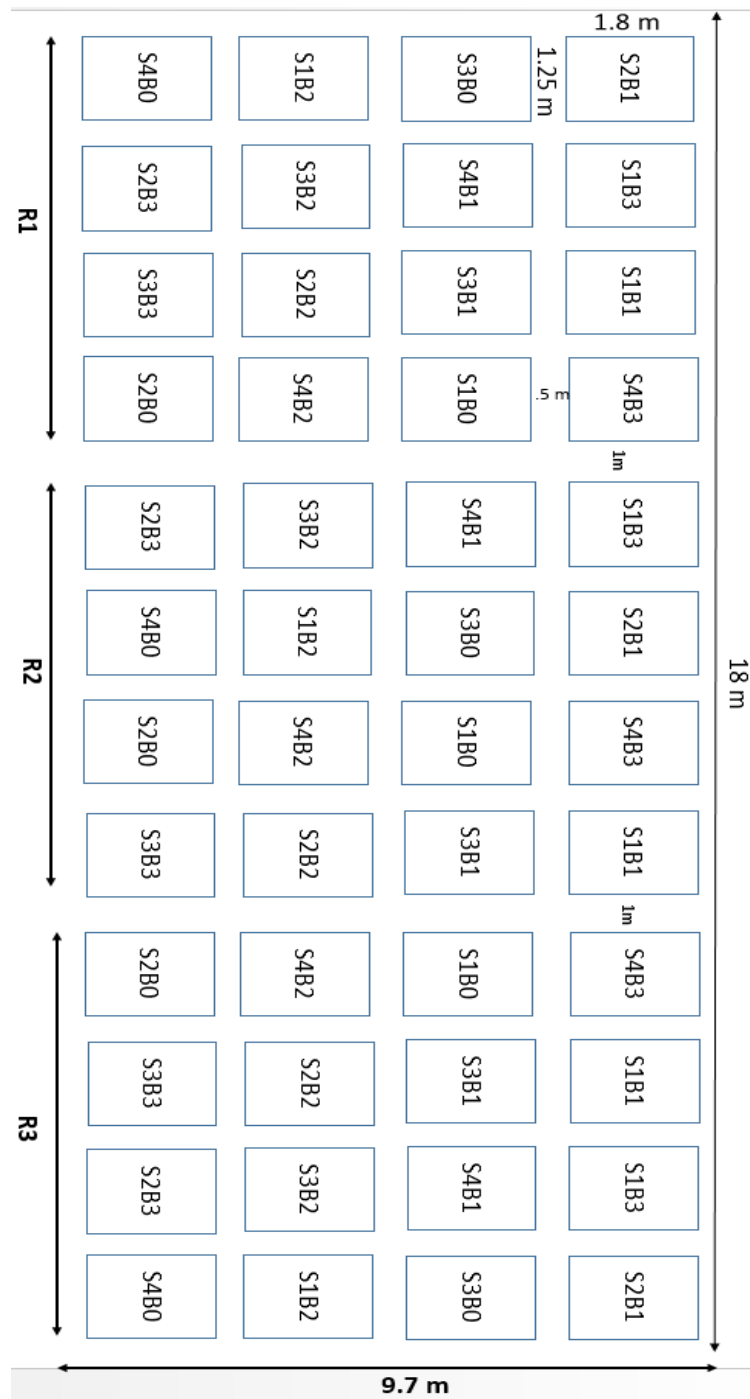 1.8 m
S4B0 S1B2 S3B0 1.25 m S2B1
S2B3 S3B2 S4B1 S1B3
R1
S3B3 S2B2 S3B1 S1B1
S2B0 S4B2 S1B0 .5 m S4B3
1m
S2B3 S3B2 S4B1 S1B3
S4B0 S1B2 S3B0 S2B1
R2
18 m
S2B0 S4B2 S1B0 S4B3
S3B3 S2B2 S3B1 S1B1
1m
S2B0 S4B2 S1B0 S4B3
S3B3 S2B2 S3B1 S1B1
R3
S2B3 S3B2 S4B1 S1B3
S4B0 S1B2 S3B0 S2B1
9.7 m